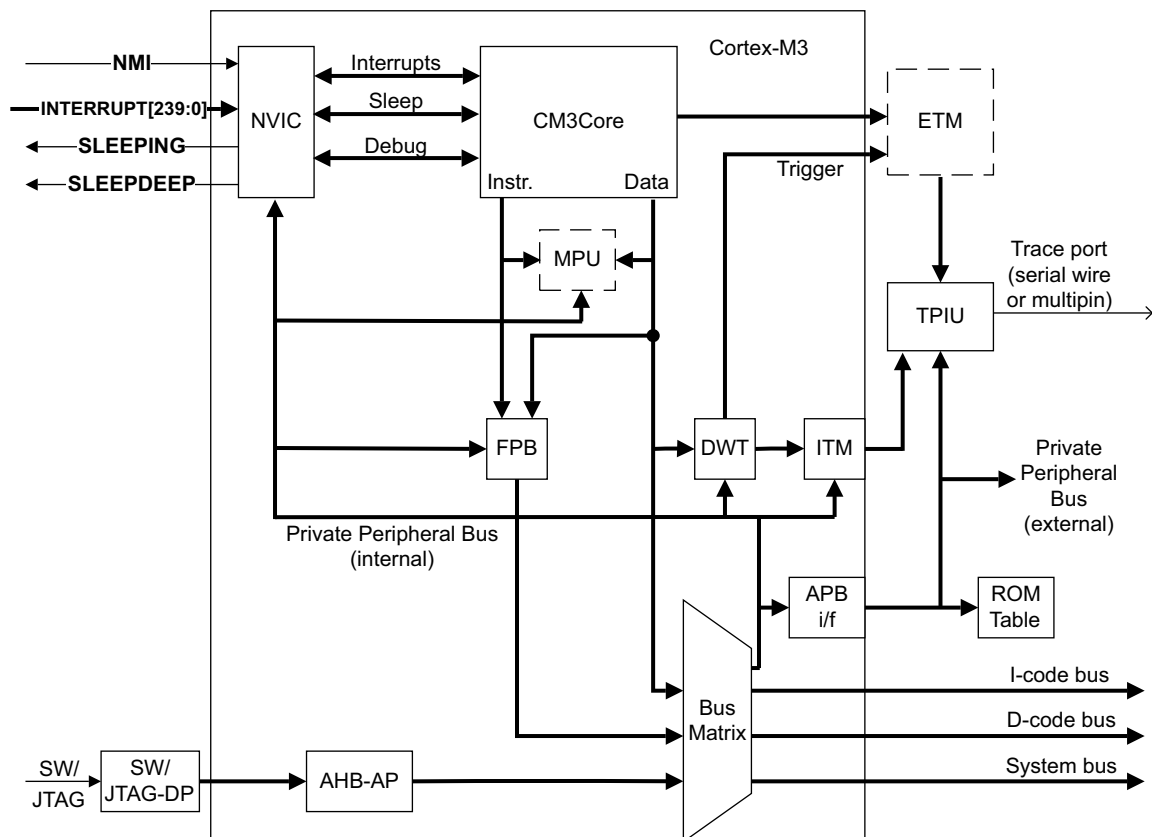 Cortex-M3
NMI
INTERRUPT[239:0]
SLEEPING
SLEEPDEEP
NVIC
Interrupts
Sleep
Debug
CM3Core
Instr.
Data
ETM
Trigger
MPU
Trace port
(serial wire
or multipin)
TPIU
FPB
DWT
ITM
Private
Peripheral
Bus
(external)
Private Peripheral Bus
(internal)
APB
i/f
ROM
Table
Bus
Matrix
I-code bus
D-code bus
System bus
SW/
JTAG
SW/
JTAG-DP
AHB-AP